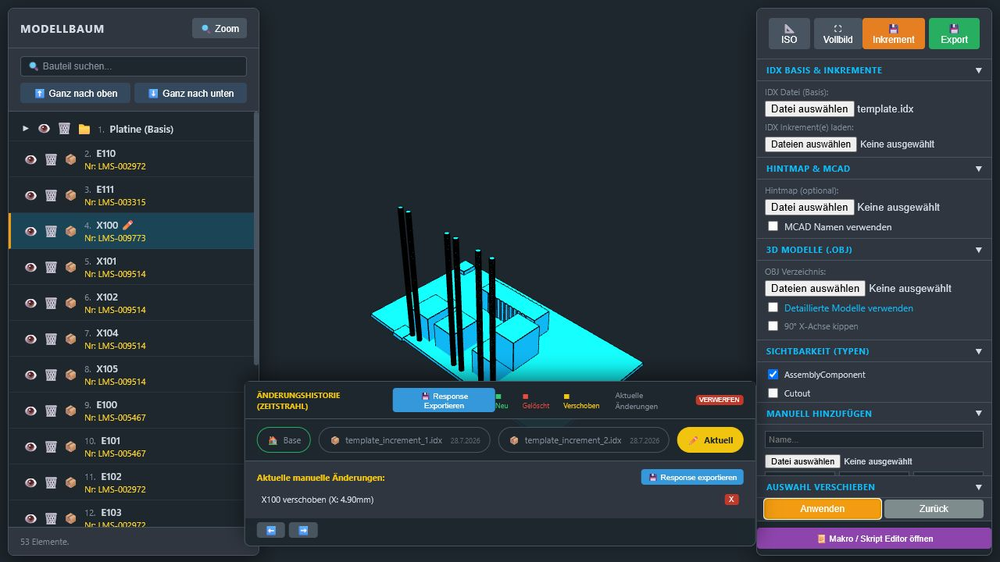 MODELLBAUM
Zoom
Bauteil suchen...
Ganz nach oben
Ganz nach unten
1. Platine (Basis)
2. E110
Nr: LMS-002972
3. E111
Nr: LMS-003315
4. X100
Nr: LMS-009773
5. X101
Nr: LMS-009514
6. X102
Nr: LMS-009514
7. X104
Nr: LMS-009514
8. X105
Nr: LMS-009514
9. E100
Nr: LMS-005467
10. E101
Nr: LMS-005467
11. E102
Nr: LMS-002972
12. E103
Nr: LMS-002972
53 Elemente.
ÄNDERUNGSHISTORIE
(ZEITSTRAHL)
Response
Exportieren
Neu
Gelöscht
Verschoben
Aktuelle
Änderungen
VERWERFEN
Base
template_increment_1.idx 28.7.2026
template_increment_2.idx 28.7.2026
Aktuell
Aktuelle manuelle Änderungen:
Response exportieren
X100 verschoben (X: 4.90mm)
X
ISO
Vollbild
Inkrement
Export
IDX BASIS & INKREMENTE
IDX Datei (Basis):
Datei auswählen template.idx
IDX Inkrement(e) laden:
Dateien auswählen Keine ausgewählt
HINTMAP & MCAD
Hintmap (optional):
Datei auswählen Keine ausgewählt
MCAD Namen verwenden
3D MODELLE (.OBJ)
OBJ Verzeichnis:
Dateien auswählen Keine ausgewählt
Detaillierte Modelle verwenden
90° X-Achse kippen
SICHTBARKEIT (TYPEN)
AssemblyComponent
Cutout
MANUELL HINZUFÜGEN
Name...
Datei auswählen Keine ausgewählt
AUSWAHL VERSCHIEBEN
Anwenden
Zurück
Makro / Skript Editor öffnen